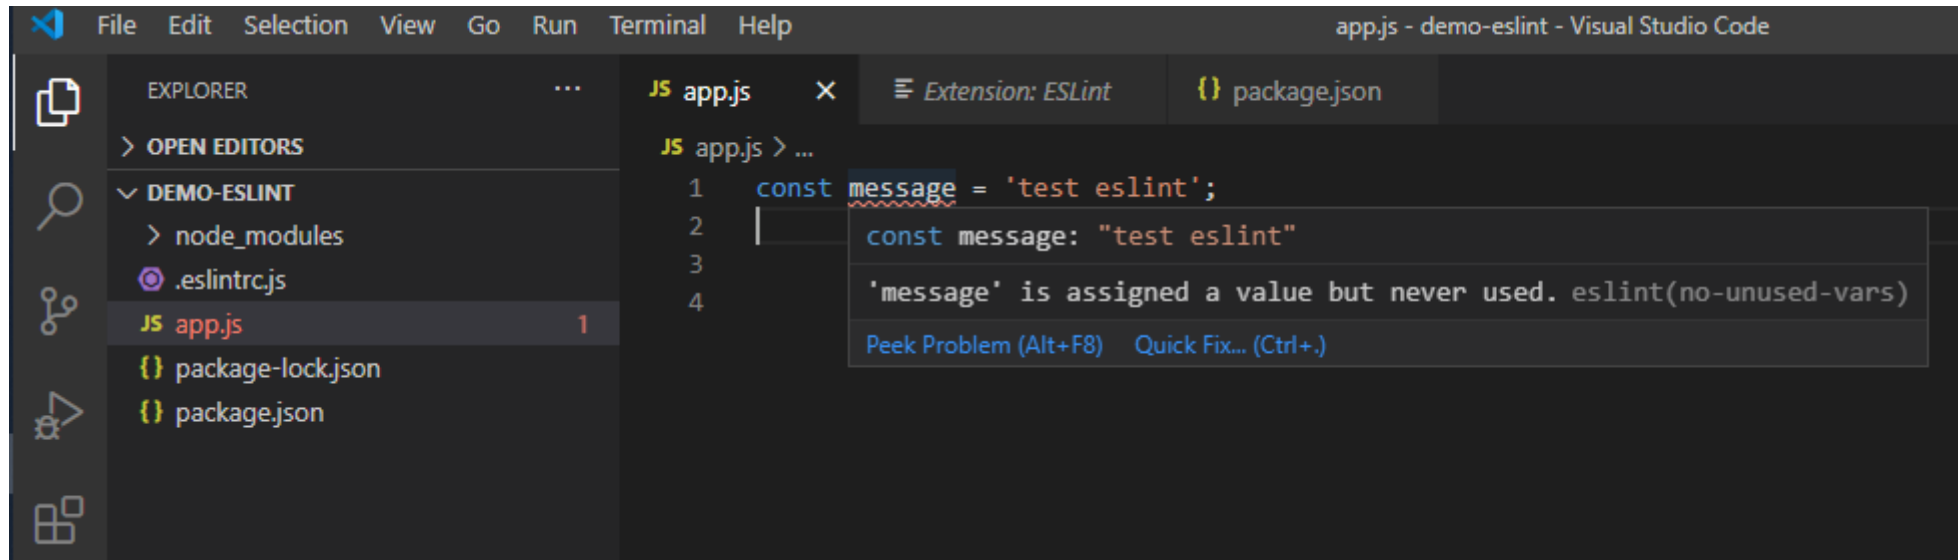 File Edit Selection View Go Run Terminal Help app.js - demo-eslint - Visual Studio Code
EXPLORER ...
OPEN EDITORS
DEMO-ESLINT
node_modules
.eslintrc.js
JS app.js 1
{} package-lock.json
{} package.json
JS app.js Extension: ESLint {} package.json
JS app.js > ...
1 const message = 'test eslint';
2
3
4
const message: "test eslint"
'message' is assigned a value but never used. eslint(no-unused-vars)
Peek Problem (Alt+F8) Quick Fix... (Ctrl+.)